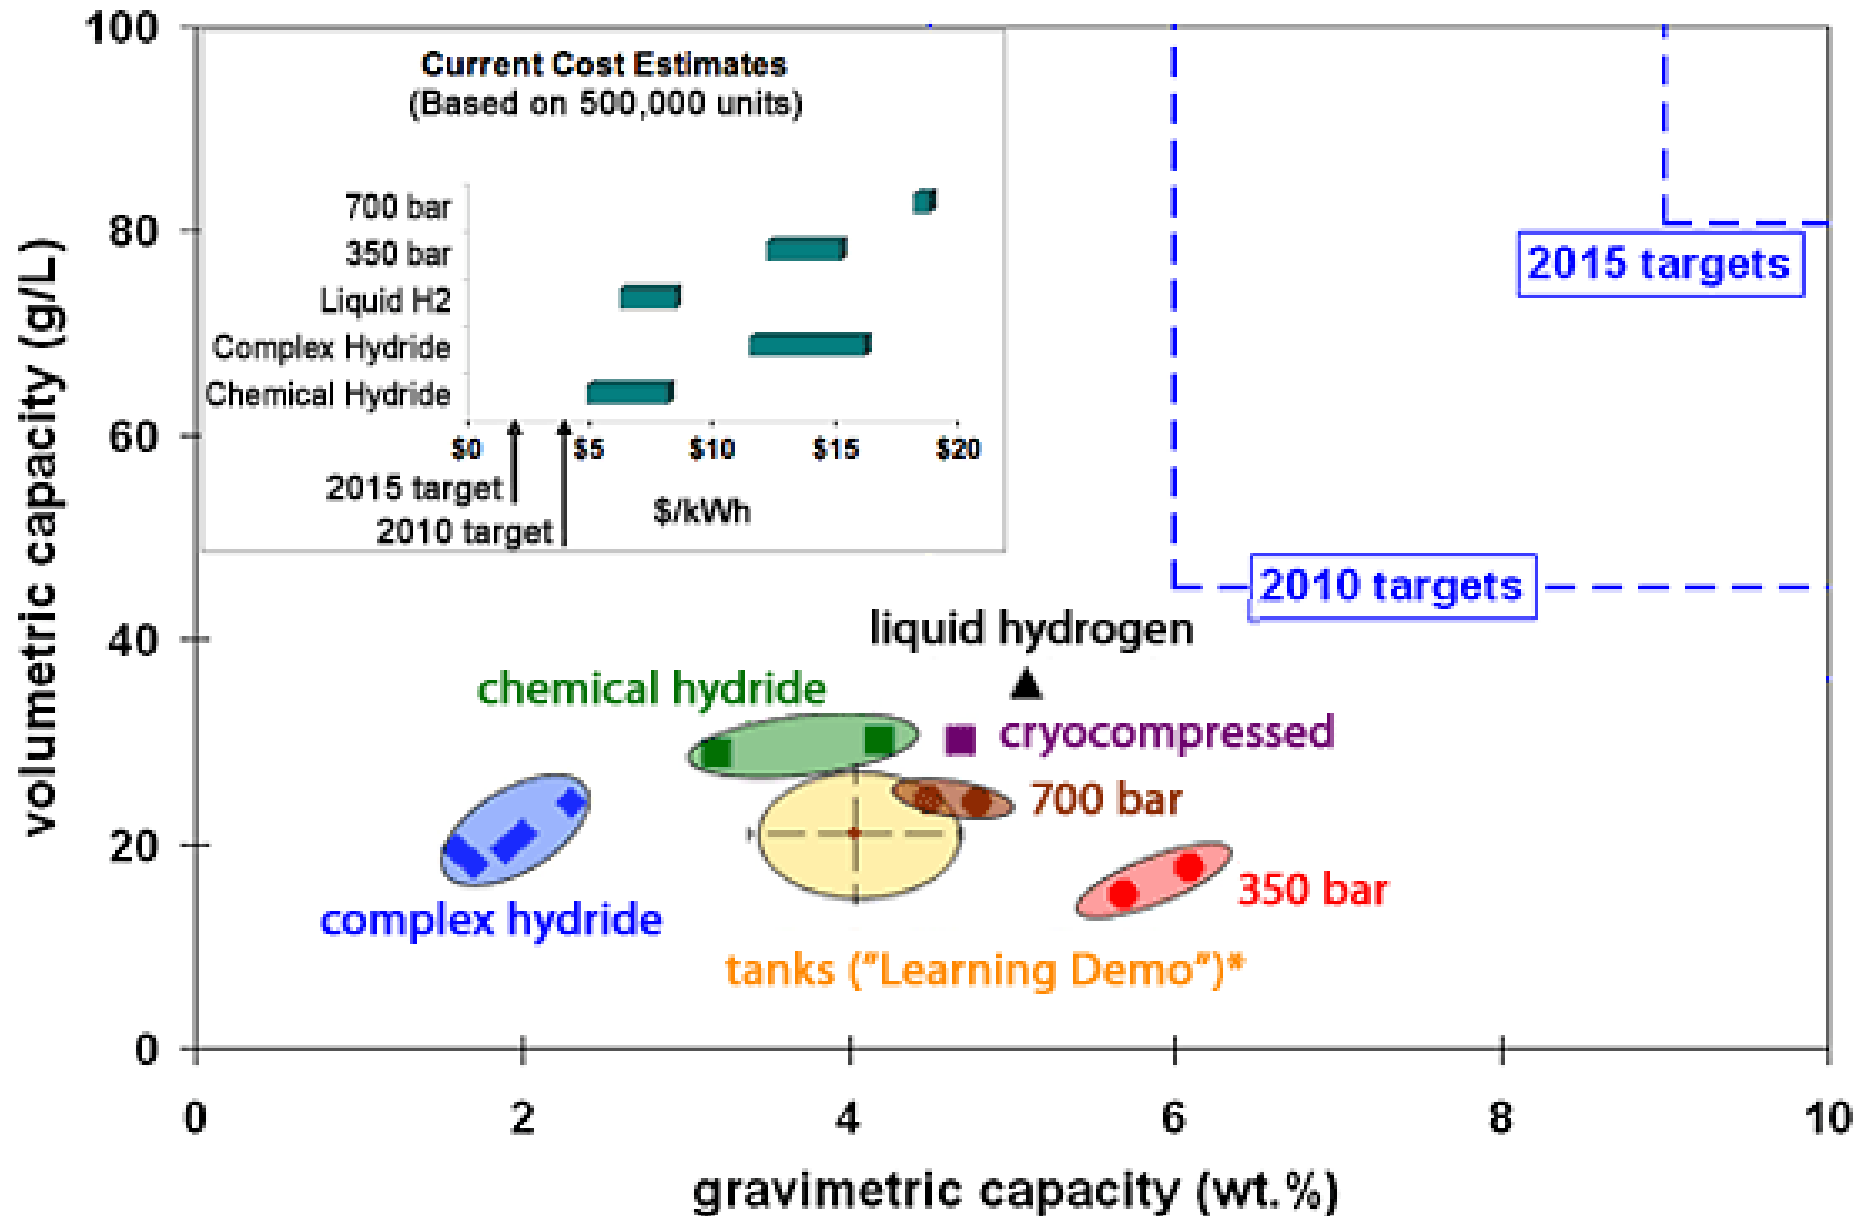 volumetric capacity (g/L)
100
80
60
40
20
0
Current Cost Estimates
(Based on 500,000 units)
700 bar
350 bar
Liquid H2
Complex Hydride
Chemical Hydride
$0 $5 $10 $15 $20
2015 target
2010 target
$/kWh
2015 targets
2010 targets
liquid hydrogen
chemical hydride
cryocompressed
700 bar
350 bar
complex hydride
tanks ("Learning Demo")*
0 2 4 6 8 10
gravimetric capacity (wt.%)